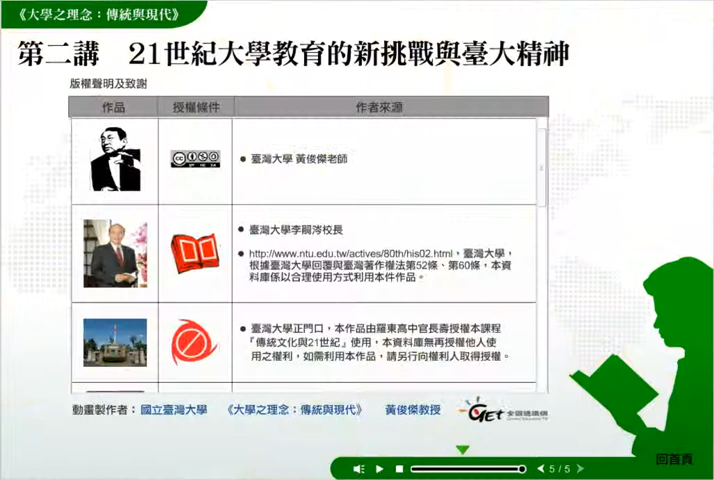 《大學之理念：傳統與現代》
第二講　21世紀大學教育的新挑戰與臺大精神
版權聲明及致謝
作品　授權條件　作者來源
● 臺灣大學 黃俊傑老師
● 臺灣大學李嗣涔校長
● http://www.ntu.edu.tw/actives/80th/his02.html，臺灣大學，
根據臺灣大學回覆與臺灣著作權法第52條、第60條，本資
料庫係以合理使用方式利用本件作品。
● 臺灣大學正門口，本作品由羅東高中官長壽授權本課程
『傳統文化與21世紀』使用，本資料庫無再授權他人使
用之權利，如需利用本作品，請另行向權利人取得授權。
動畫製作者： 國立臺灣大學　《大學之理念：傳統與現代》　黃俊傑教授
GEt 全國通識網
5 / 5
回首頁